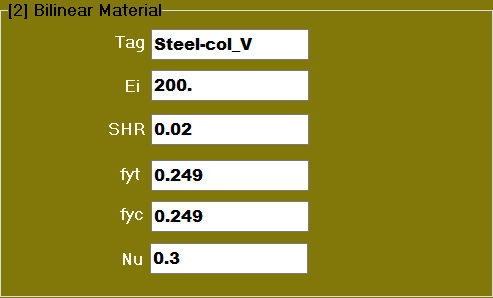 [2] Bilinear Material
Tag Steel-col_V
Ei 200.
SHR 0.02
fyt 0.249
fyc 0.249
Nu 0.3